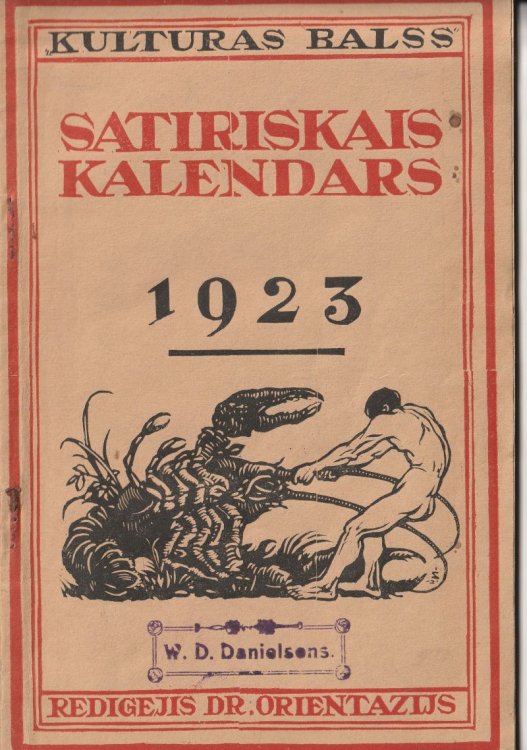 „KULTURAS BALSS"
SATIRISKAIS
KALENDARS
1923
W. D. Danielsons.
REDIGEJIS DR. ORIENTAZIJS